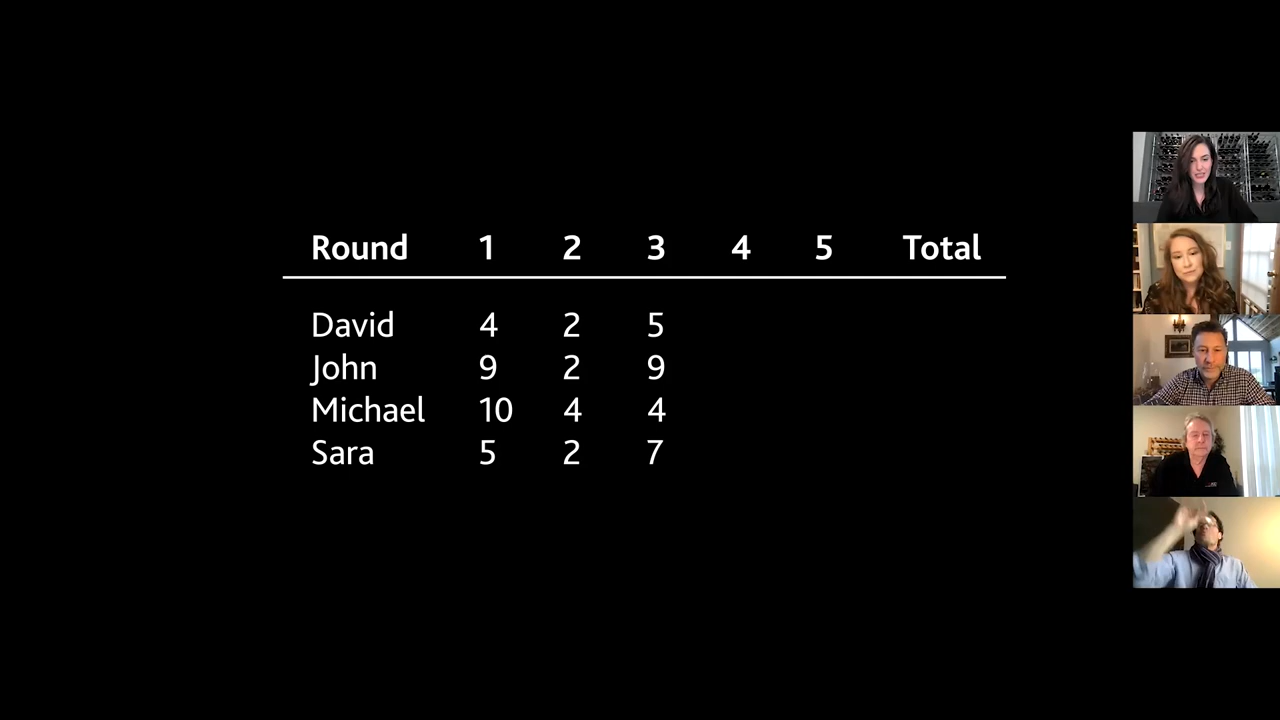 Round 1 2 3 4 5 Total
David 4 2 5
John 9 2 9
Michael 10 4 4
Sara 5 2 7